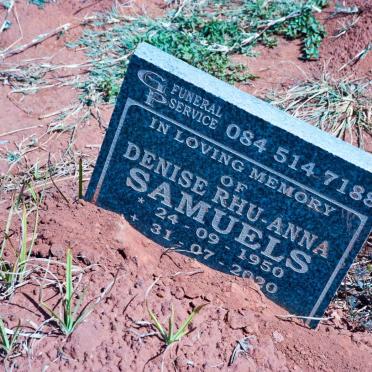 GP FUNERAL
SERVICE 084 514 7188
IN LOVING MEMORY
OF
DENISE RHU-ANNA
SAMUELS
* 24 - 09 - 1950
+ 31 - 07 - 2020